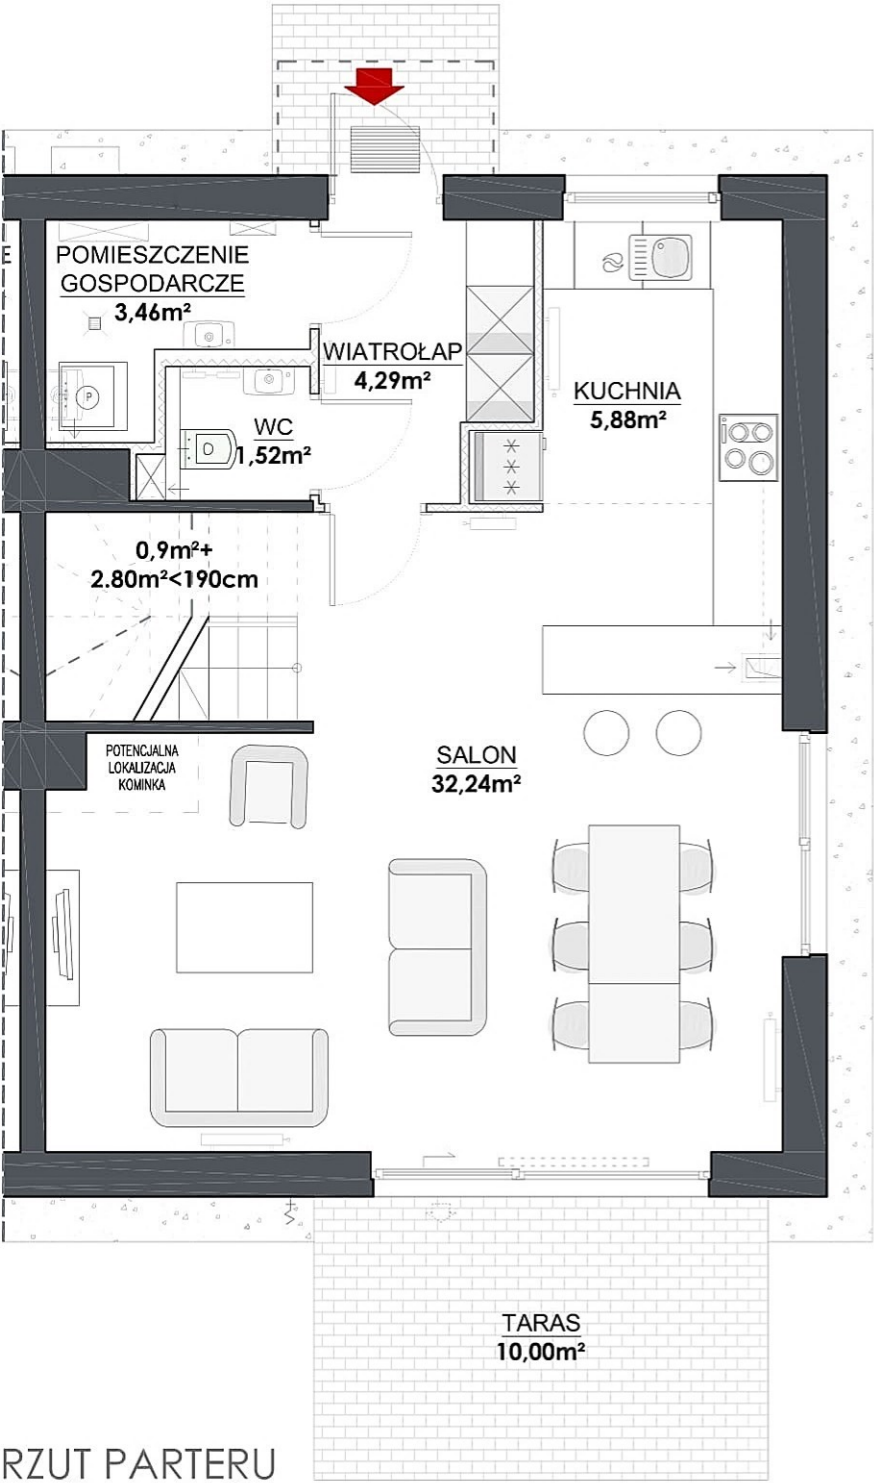 POMIESZCZENIE
GOSPODARCZE
3,46m²
WIATROŁAP
4,29m²
KUCHNIA
5,88m²
P
WC
1,52m²
0,9m²+
2.80m²<190cm
POTENCJALNA
LOKALIZACJA
KOMINKA
SALON
32,24m²
TARAS
10,00m²
RZUT PARTERU